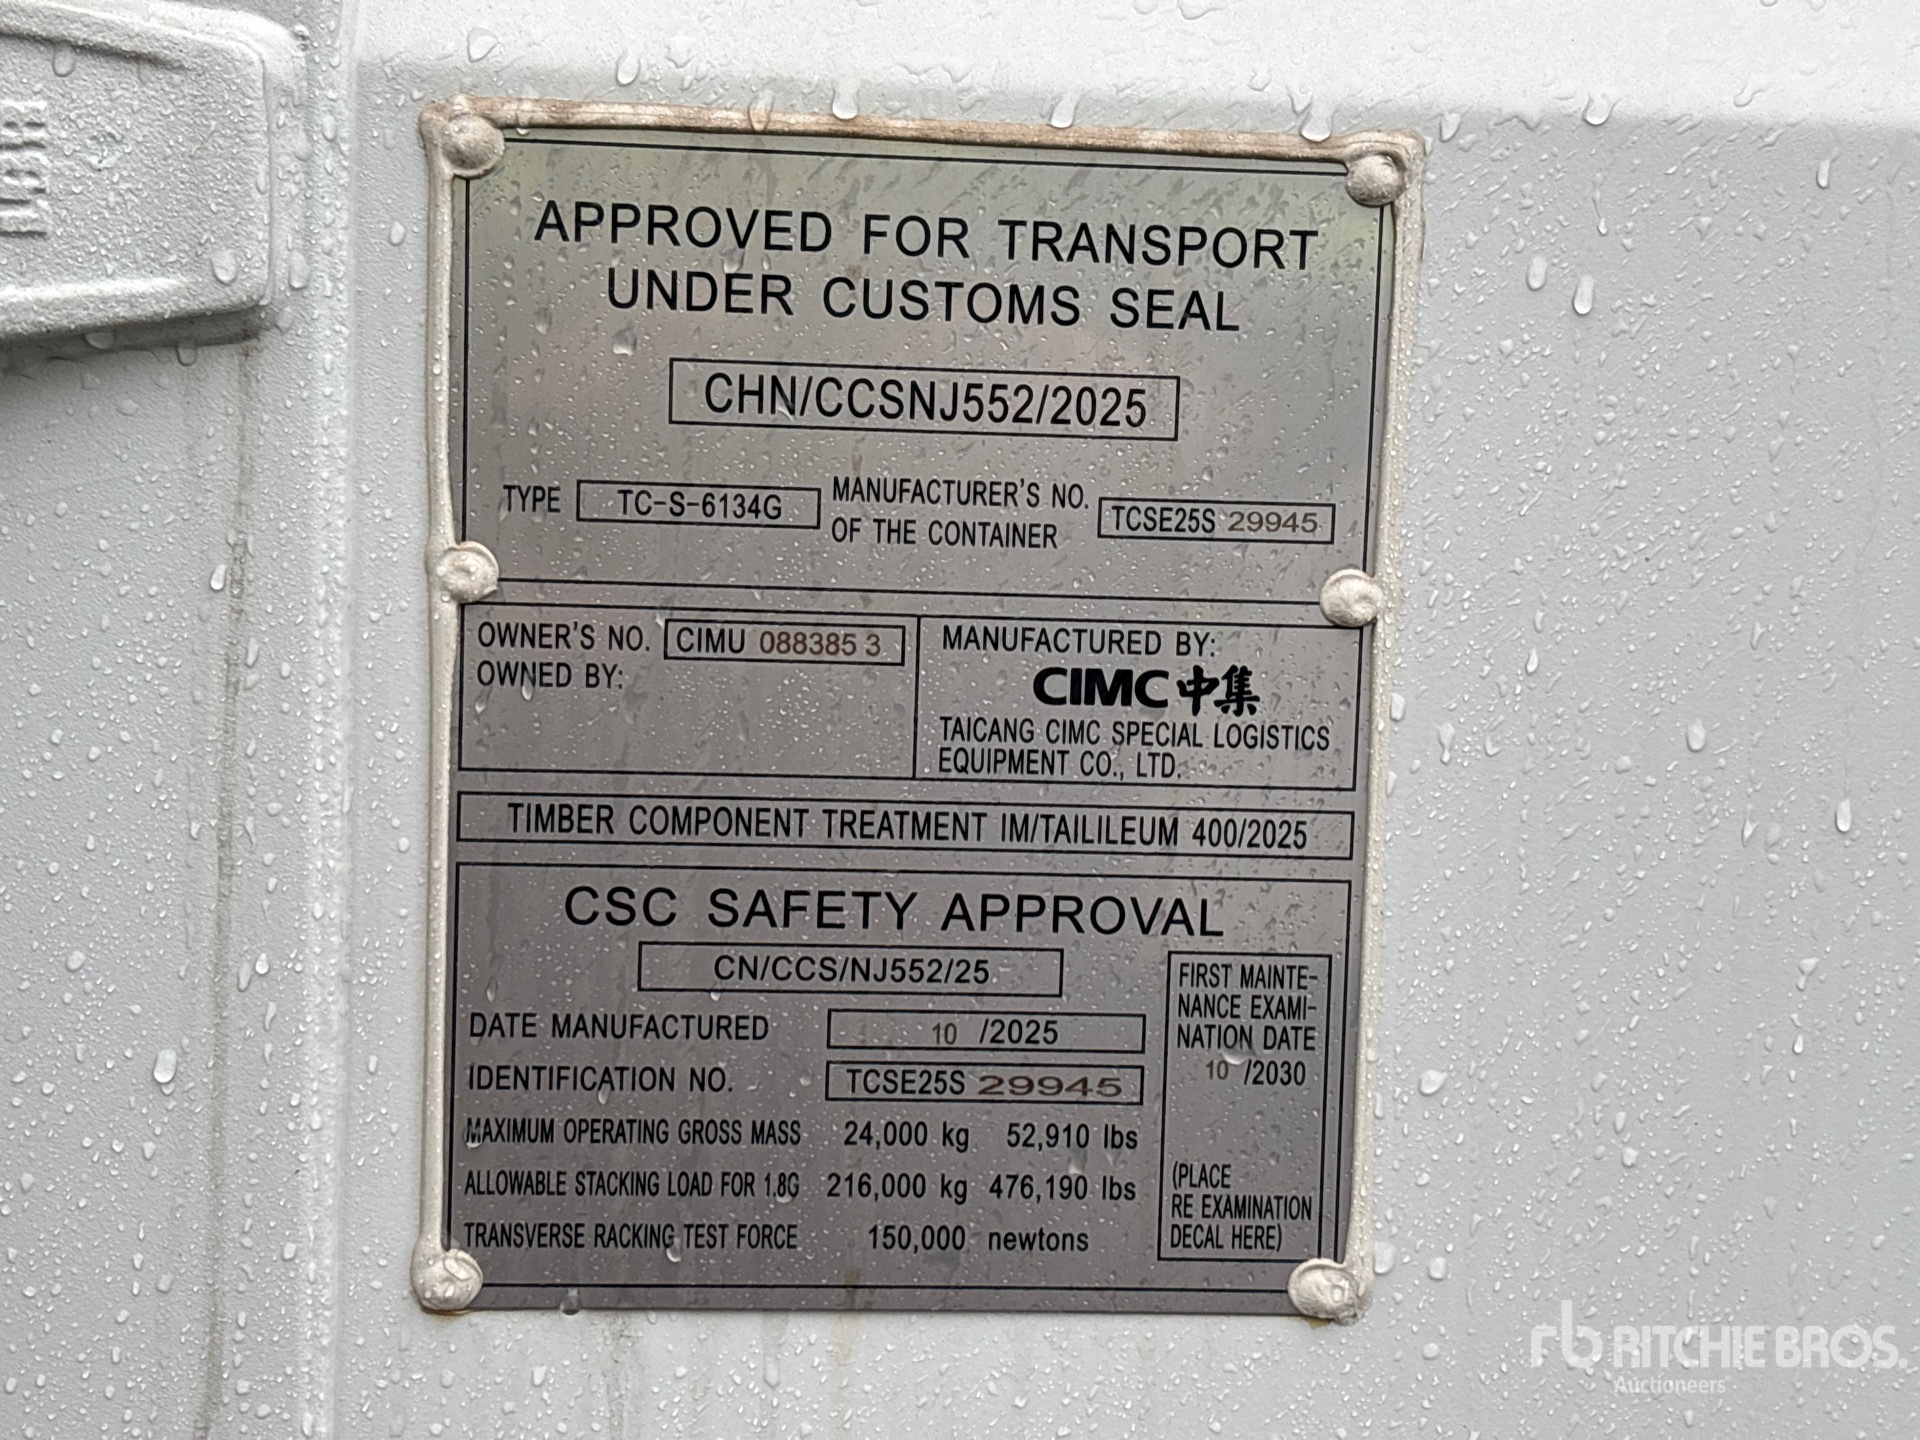 APPROVED FOR TRANSPORT
UNDER CUSTOMS SEAL
CHN/CCSNJ552/2025
TYPE TC-S-6134G MANUFACTURER'S NO.
OF THE CONTAINER TCSE25S 29945
OWNER'S NO. CIMU 088385 3
OWNED BY:
MANUFACTURED BY:
CIMC 中集
TAICANG CIMC SPECIAL LOGISTICS
EQUIPMENT CO., LTD.
TIMBER COMPONENT TREATMENT IM/TAILILEUM 400/2025
CSC SAFETY APPROVAL
CN/CCS/NJ552/25
DATE MANUFACTURED 10 /2025
IDENTIFICATION NO. TCSE25S 29945
MAXIMUM OPERATING GROSS MASS 24,000 kg 52,910 lbs
ALLOWABLE STACKING LOAD FOR 1.8G 216,000 kg 476,190 lbs
TRANSVERSE RACKING TEST FORCE 150,000 newtons
FIRST MAINTE-
NANCE EXAMI-
NATION DATE
10 /2030
(PLACE
RE EXAMINATION
DECAL HERE)
rb RITCHIE BROS.
Auctioneers